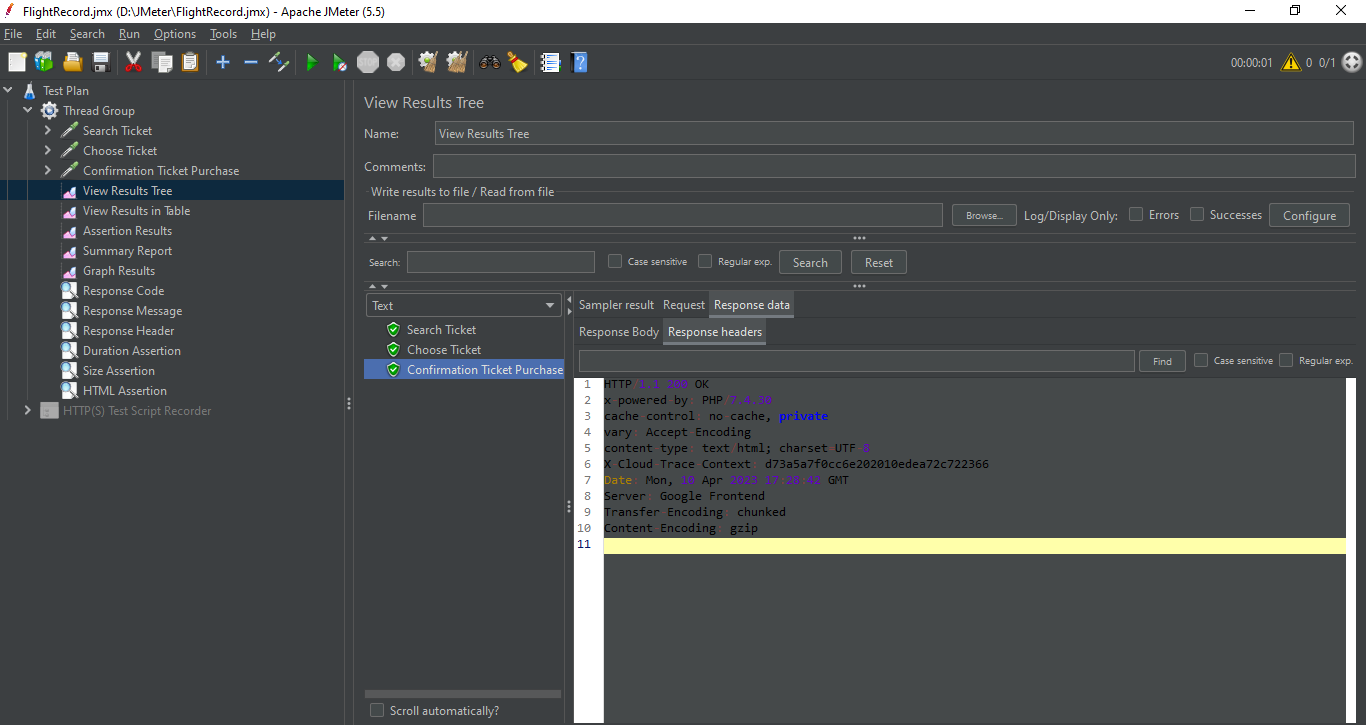 FlightRecord.jmx (D:\JMeter\FlightRecord.jmx) - Apache JMeter (5.5)
File Edit Search Run Options Tools Help
STOP 00:00:01 0 0/1
Test Plan
Thread Group
Search Ticket
Choose Ticket
Confirmation Ticket Purchase
View Results Tree
View Results in Table
Assertion Results
Summary Report
Graph Results
Response Code
Response Message
Response Header
Duration Assertion
Size Assertion
HTML Assertion
HTTP(S) Test Script Recorder
View Results Tree
Name: View Results Tree
Comments:
Write results to file / Read from file
Filename Browse... Log/Display Only: Errors Successes Configure
Search: Case sensitive Regular exp. Search Reset
Text
Search Ticket
Choose Ticket
Confirmation Ticket Purchase
Scroll automatically?
Sampler result Request Response data
Response Body Response headers
Find Case sensitive Regular exp.
1 HTTP/1.1 200 OK
2 x-powered-by: PHP/7.4.30
3 cache-control: no-cache, private
4 vary: Accept-Encoding
5 content-type: text/html; charset=UTF-8
6 X-Cloud-Trace-Context: d73a5a7f0cc6e202010edea72c722366
7 Date: Mon, 10 Apr 2023 17:28:42 GMT
8 Server: Google Frontend
9 Transfer-Encoding: chunked
10 Content-Encoding: gzip
11